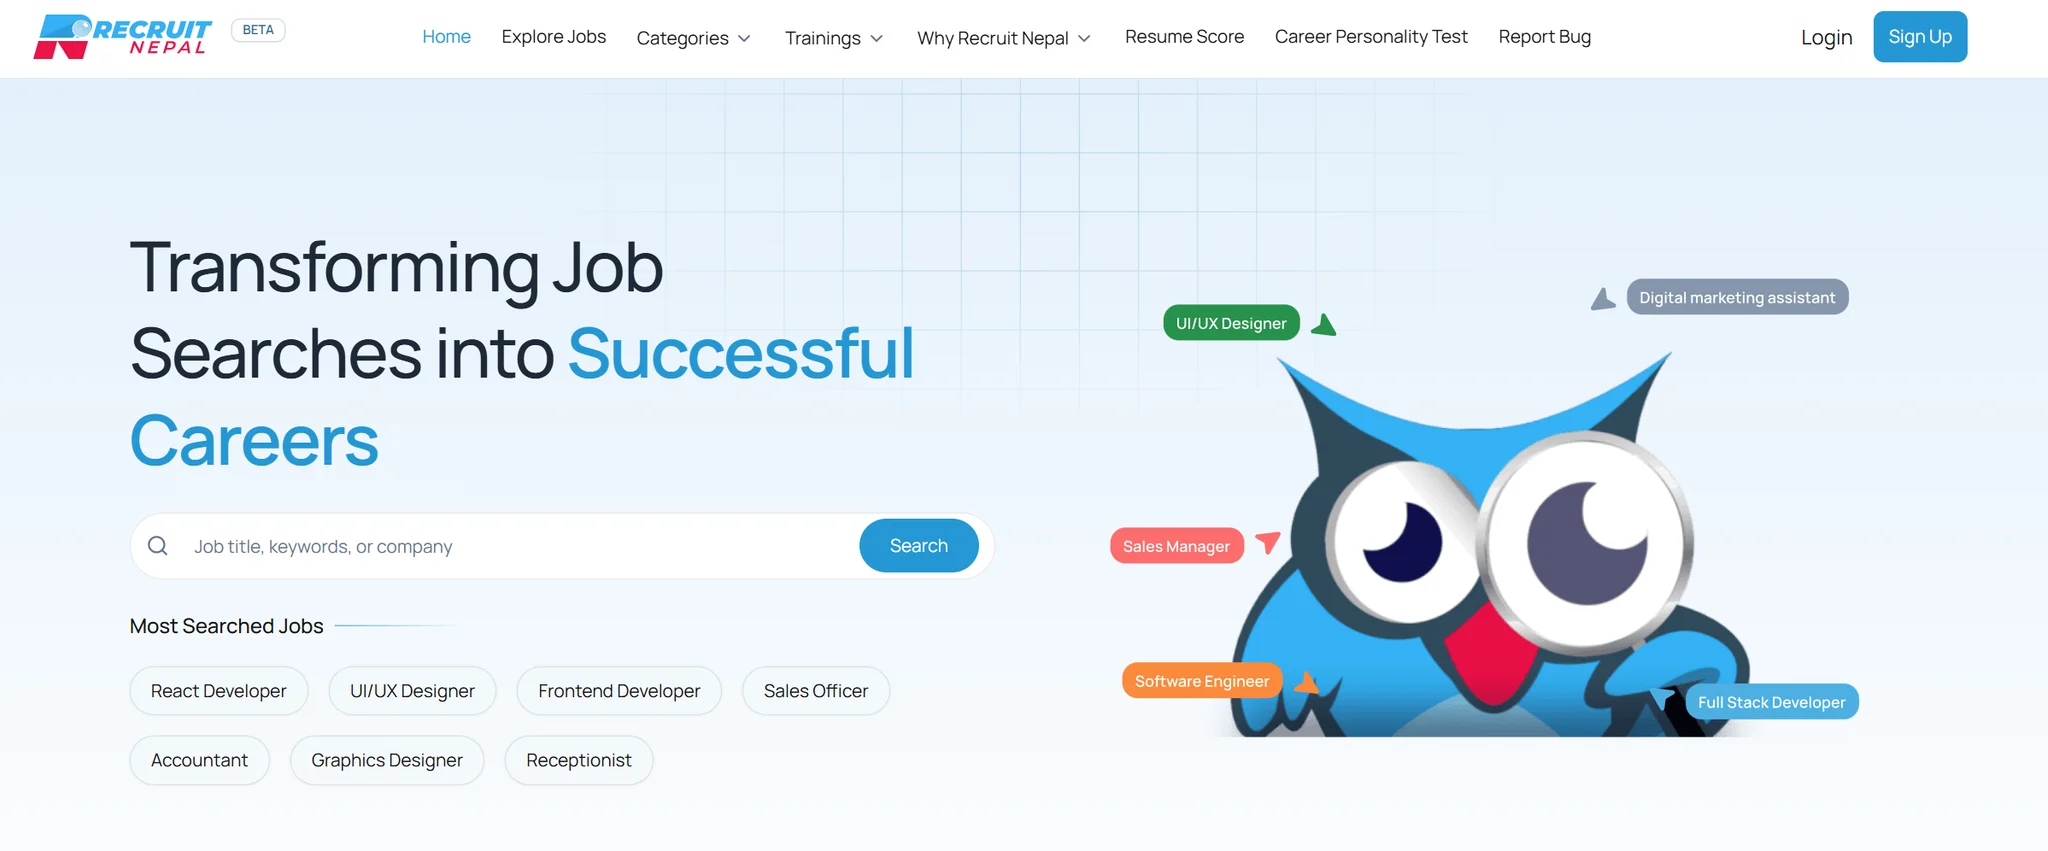 RECRUIT
NEPAL
BETA
Home
Explore Jobs
Categories
Trainings
Why Recruit Nepal
Resume Score
Career Personality Test
Report Bug
Login
Sign Up
Transforming Job
Searches into Successful
Careers
Job title, keywords, or company
Search
Most Searched Jobs
React Developer
UI/UX Designer
Frontend Developer
Sales Officer
Accountant
Graphics Designer
Receptionist
UI/UX Designer
Digital marketing assistant
Sales Manager
Software Engineer
Full Stack Developer